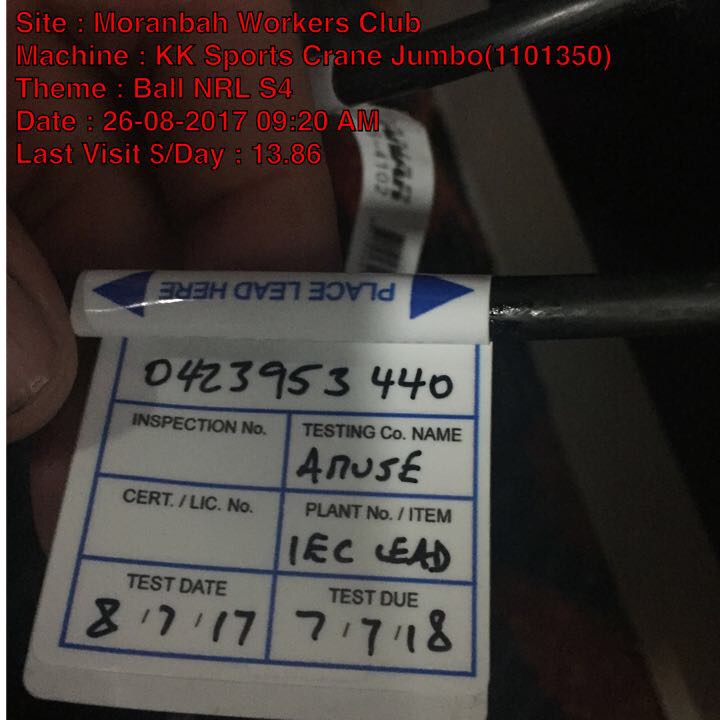 Site : Moranbah Workers Club
Machine : KK Sports Crane Jumbo(1101350)
Theme : Ball NRL S4
Date : 26-08-2017 09:20 AM
Last Visit $/Day : 13.86
PLACE LEAD HERE
0423953 440
INSPECTION No.
TESTING Co. NAME
AMUSE
CERT. / LIC. No.
PLANT No. / ITEM
IEC LEAD
TEST DATE
TEST DUE
8 / 7 / 17
7 / 7 / 18